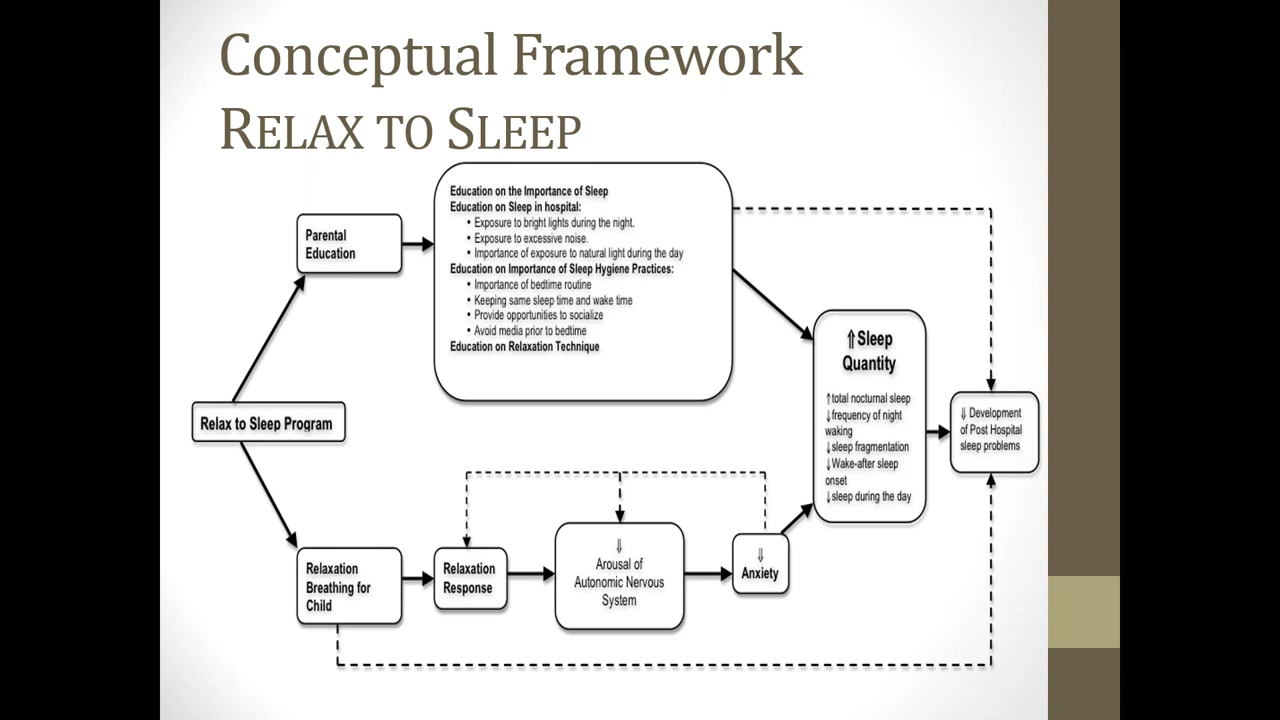 Conceptual Framework
RELAX TO SLEEP
Education on the Importance of Sleep
Education on Sleep in hospital:
• Exposure to bright lights during the night.
• Exposure to excessive noise.
• Importance of exposure to natural light during the day
Education on Importance of Sleep Hygiene Practices:
• Importance of bedtime routine
• Keeping same sleep time and wake time
• Provide opportunities to socialize
• Avoid media prior to bedtime
Education on Relaxation Technique
Parental
Education
Relax to Sleep Program
Relaxation
Breathing for
Child
Relaxation
Response
⇓
Arousal of
Autonomic Nervous
System
⇓
Anxiety
⇑Sleep
Quantity
↑total nocturnal sleep
↓frequency of night
waking
↓sleep fragmentation
↓Wake-after sleep
onset
↓sleep during the day
⇓ Development
of Post Hospital
sleep problems